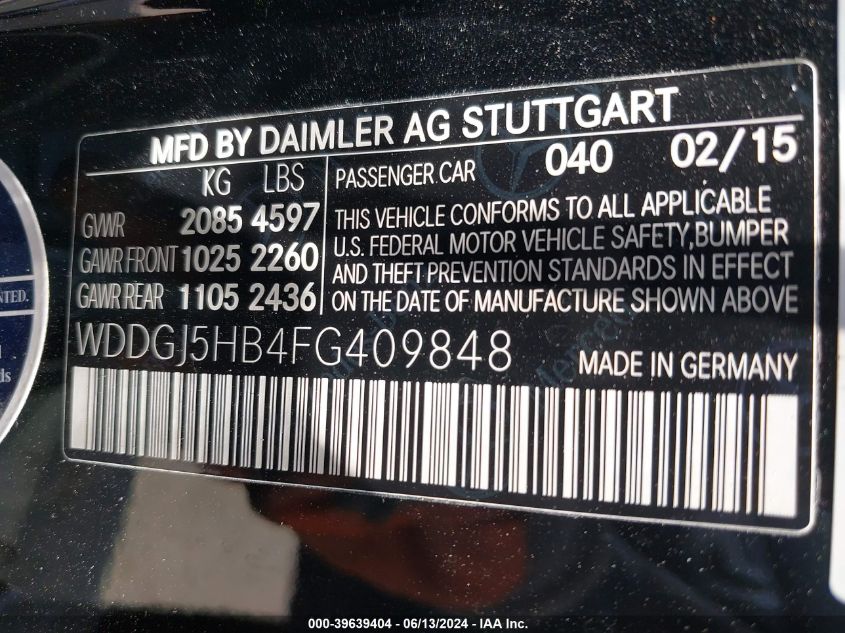 MFD BY DAIMLER AG STUTTGART
KG LBS
GVWR 2085 4597
GAWR FRONT 1025 2260
GAWR REAR 1105 2436
PASSENGER CAR 040 02/15
THIS VEHICLE CONFORMS TO ALL APPLICABLE
U.S. FEDERAL MOTOR VEHICLE SAFETY,BUMPER
AND THEFT PREVENTION STANDARDS IN EFFECT
ON THE DATE OF MANUFACTURE SHOWN ABOVE
WDDGJ5HB4FG409848 MADE IN GERMANY
000-39639404 - 06/13/2024 - IAA Inc.